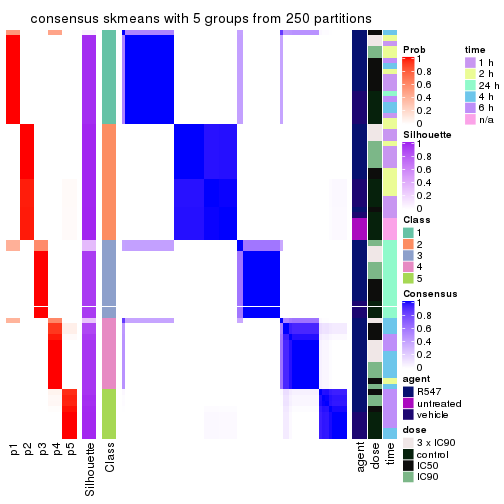 consensus skmeans with 5 groups from 250 partitions
p1
p2
p3
p4
p5
Silhouette
Class
agent
dose
time
Prob
1
0.8
0.6
0.4
0.2
0
Silhouette
1
0.8
0.6
0.4
0.2
0
Class
1
2
3
4
5
Consensus
1
0.8
0.6
0.4
0.2
0
agent
R547
untreated
vehicle
dose
3 x IC90
control
IC50
IC90
time
1 h
2 h
24 h
4 h
6 h
n/a